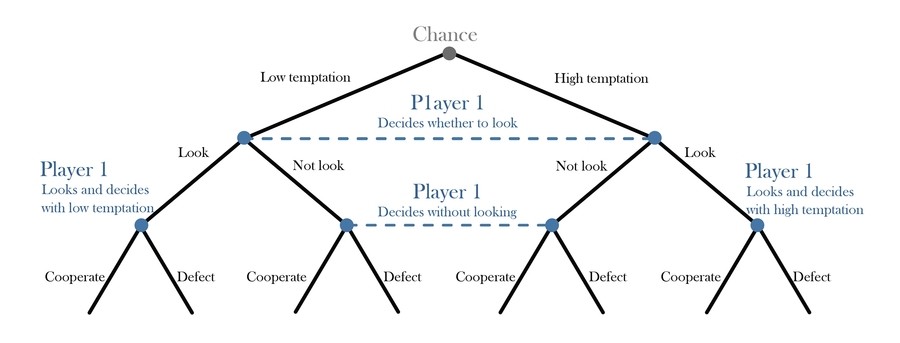 Chance
Low temptation
High temptation
P1ayer 1
Decides whether to look
Look
Not look
Not look
Look
Player 1
Looks and decides
with low temptation
Player 1
Decides without looking
Player 1
Looks and decides
with high temptation
Cooperate
Defect
Cooperate
Defect
Cooperate
Defect
Cooperate
Defect